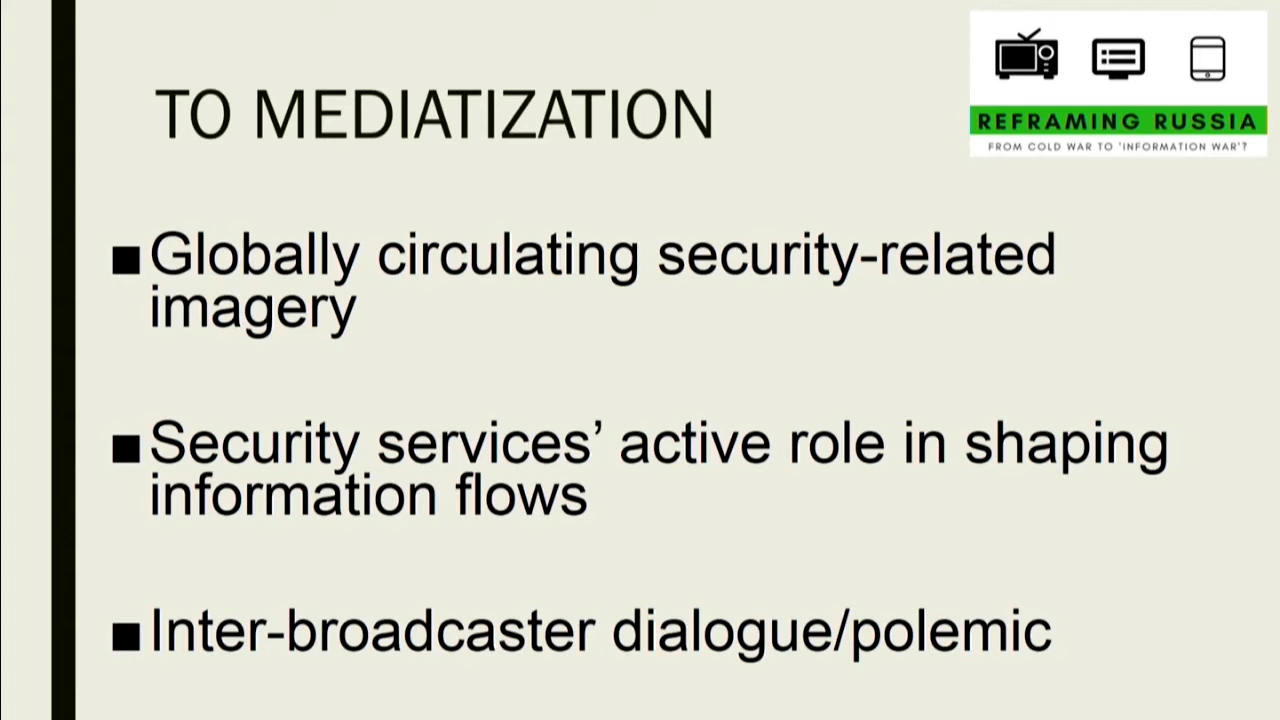 TO MEDIATIZATION
REFRAMING RUSSIA
FROM COLD WAR TO 'INFORMATION WAR'?
■Globally circulating security-related
imagery
■Security services’ active role in shaping
information flows
■Inter-broadcaster dialogue/polemic